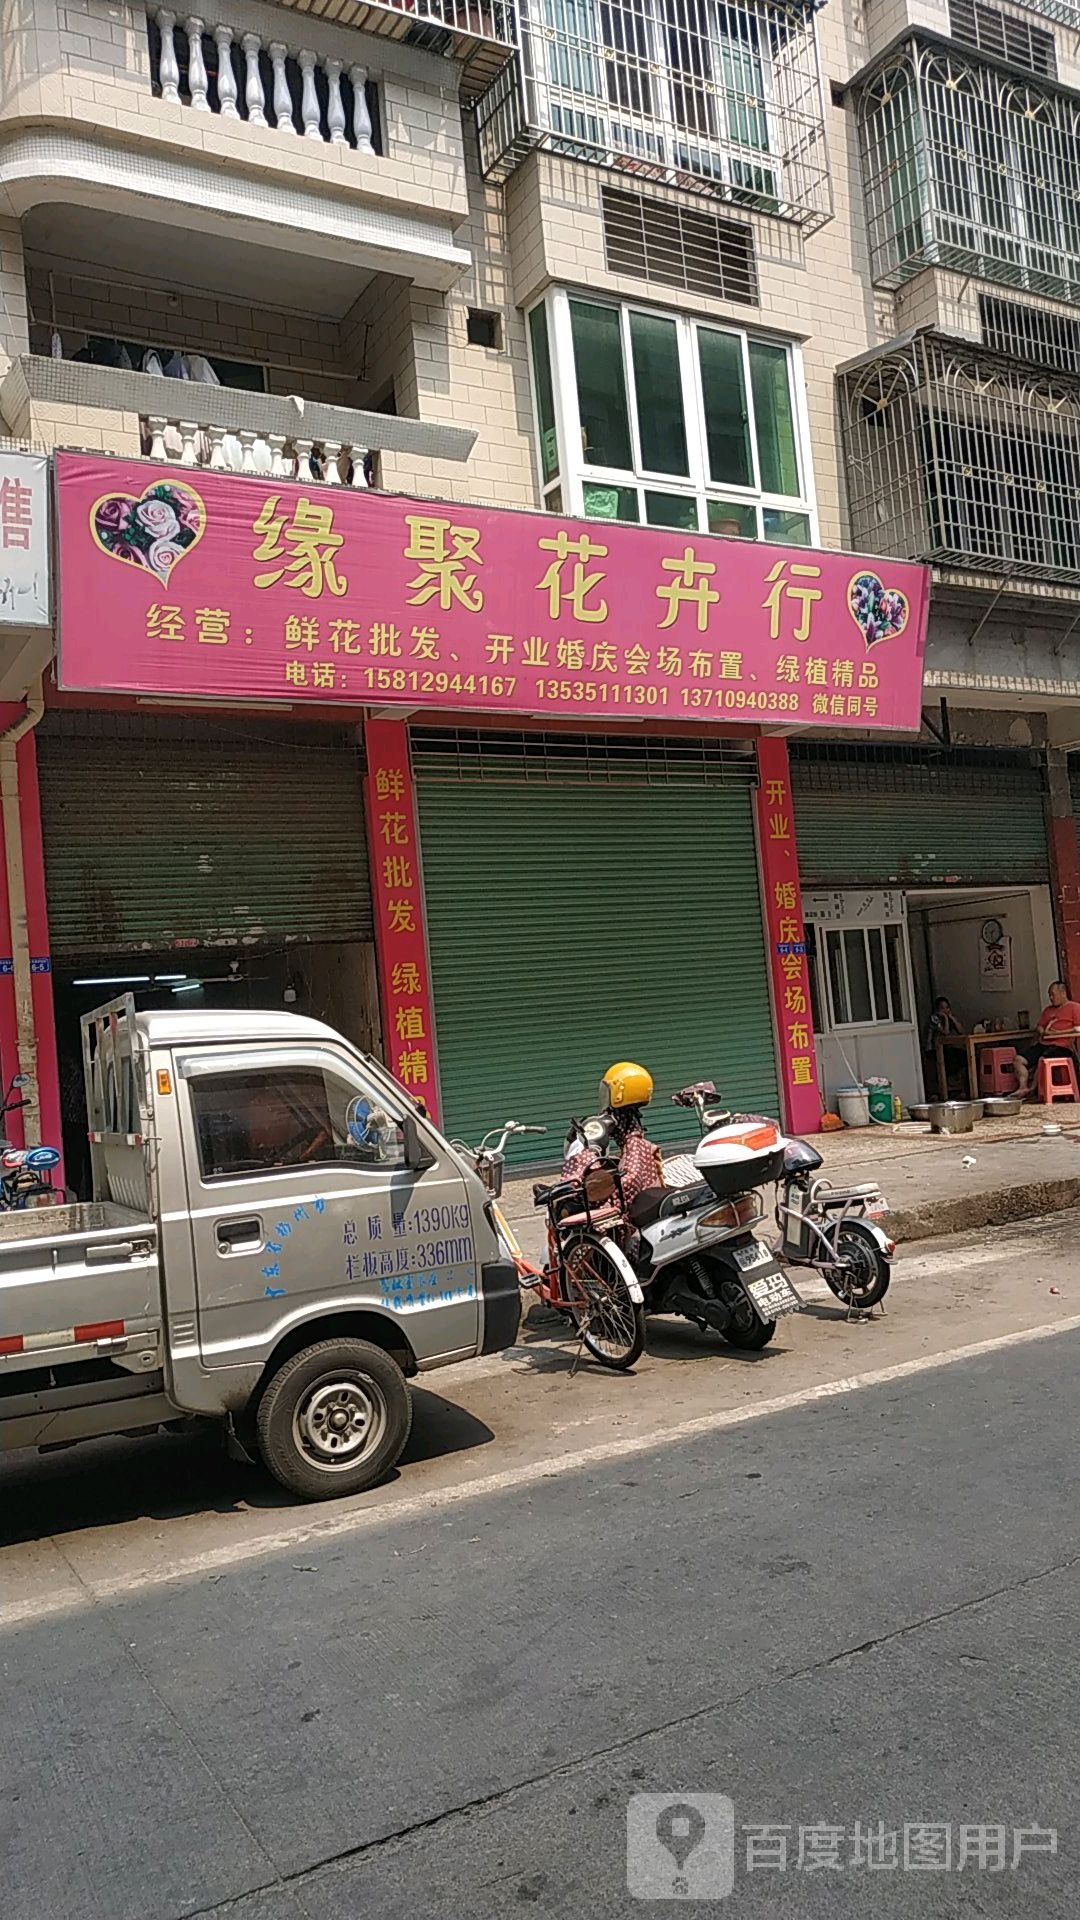 售
缘聚花卉行
经营：鲜花批发、开业婚庆会场布置、绿植精品
电话：15812944167 13535111301 13710940388 微信同号
鲜花批发 绿植精
开业、婚庆会场布置
6-5
总质量:1390Kg
栏板高度:336mm
爱玛
电动车
百度地图用户